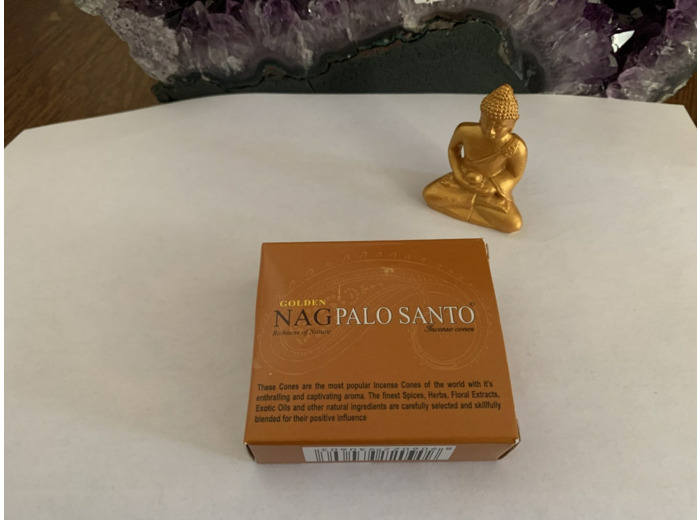 GOLDEN
NAG PALO SANTO®
Richness of Nature
Incense cones
These Cones are the most popular Incense Cones of the world with it's
enthralling and captivating aroma. The finest Spices, Herbs, Floral Extracts,
Exotic Oils and other natural ingredients are carefully selected and skillfully
blended for their positive influence